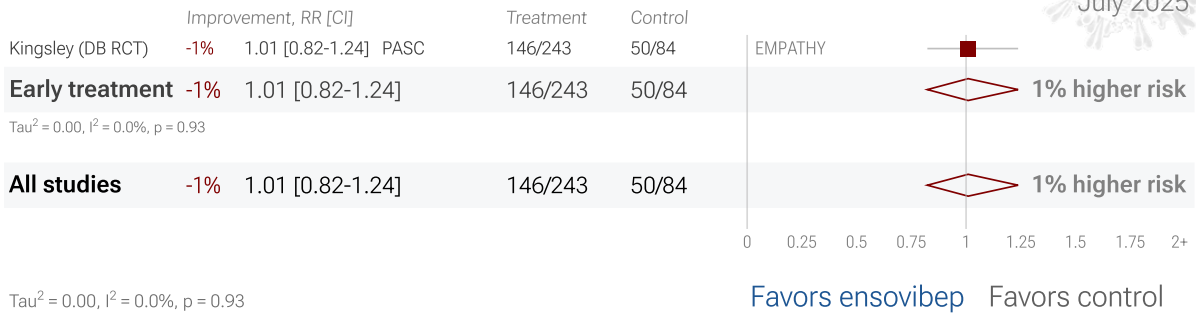 July 2025
Improvement, RR [CI] Treatment Control
Kingsley (DB RCT) -1% 1.01 [0.82-1.24] PASC 146/243 50/84 EMPATHY
Early treatment -1% 1.01 [0.82-1.24] 146/243 50/84 1% higher risk
Tau² = 0.00, I² = 0.0%, p = 0.93
All studies -1% 1.01 [0.82-1.24] 146/243 50/84 1% higher risk
0 0.25 0.5 0.75 1 1.25 1.5 1.75 2+
Tau² = 0.00, I² = 0.0%, p = 0.93 Favors ensovibep Favors control